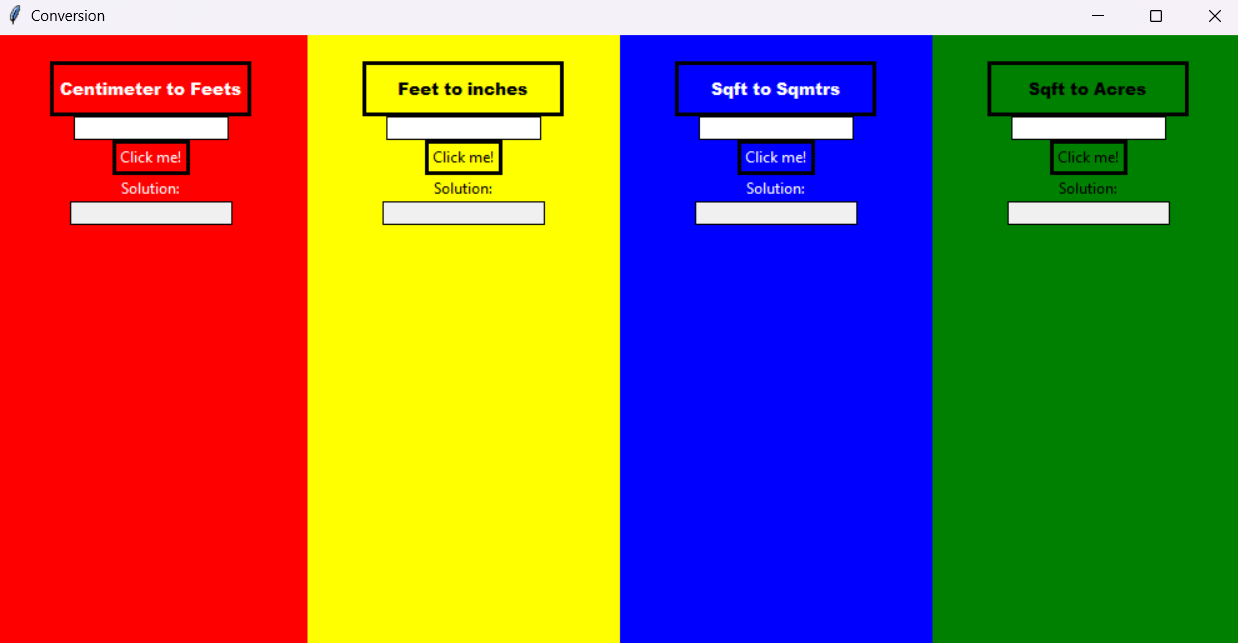 Conversion
Centimeter to Feets
Click me!
Solution:
Feet to inches
Click me!
Solution:
Sqft to Sqmtrs
Click me!
Solution:
Sqft to Acres
Click me!
Solution: